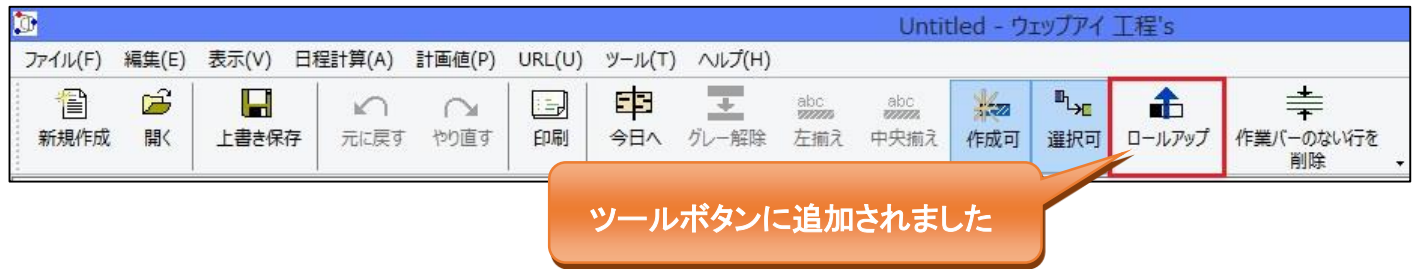 Untitled - ウェッブアイ 工程's
ファイル(F) 編集(E) 表示(V) 日程計算(A) 計画値(P) URL(U) ツール(T) ヘルプ(H)
abc abc
新規作成 開く 上書き保存 元に戻す やり直す 印刷 今日へ グレー解除 左揃え 中央揃え 作成可 選択可 ロールアップ 作業バーのない行を
削除
ツールボタンに追加されました